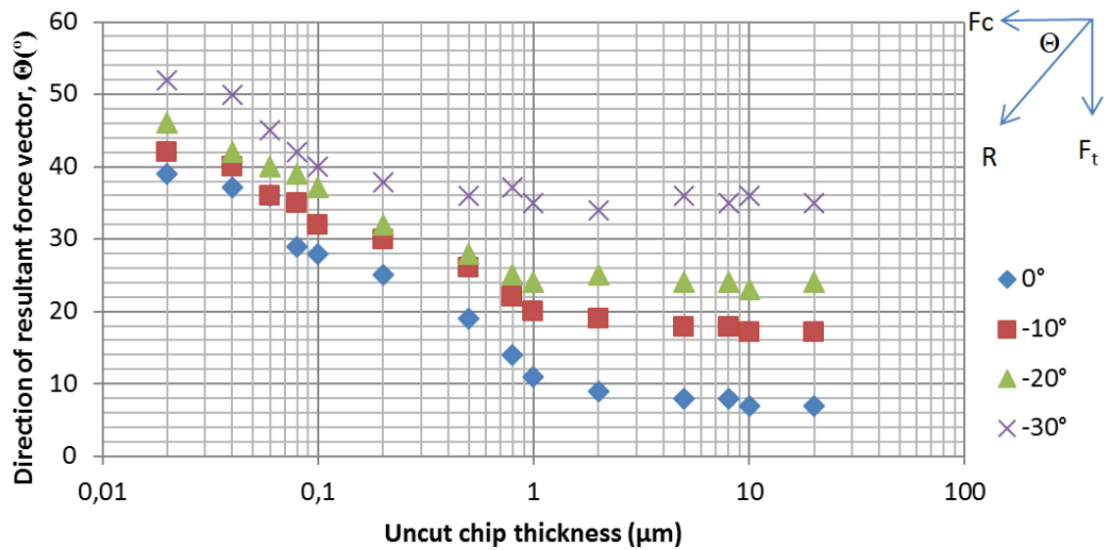 Direction of resultant force vector, Θ(º)
60
50
40
30
20
10
0
0,01
0,1
1
10
100
Uncut chip thickness (µm)
Fc
Θ
R
Ft
0°
-10°
-20°
-30°